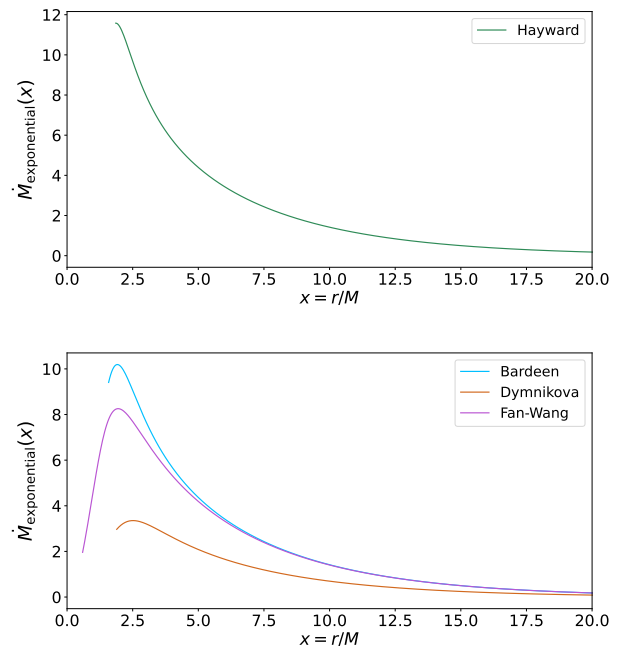 12
10
8
6
4
2
0
Ṁexponential(x)
Hayward
0.0 2.5 5.0 7.5 10.0 12.5 15.0 17.5 20.0
x = r/M
10
8
6
4
2
0
Ṁexponential(x)
Bardeen
Dymnikova
Fan-Wang
0.0 2.5 5.0 7.5 10.0 12.5 15.0 17.5 20.0
x = r/M